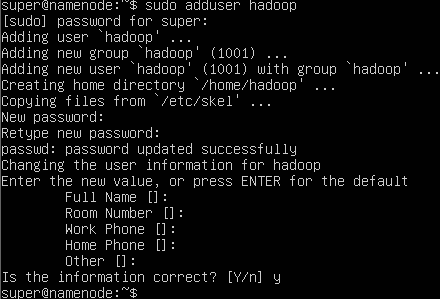 super@namenode:~$ sudo adduser hadoop
[sudo] password for super:
Adding user `hadoop' ...
Adding new group `hadoop' (1001) ...
Adding new user `hadoop' (1001) with group `hadoop' ...
Creating home directory `/home/hadoop' ...
Copying files from `/etc/skel' ...
New password:
Retype new password:
passwd: password updated successfully
Changing the user information for hadoop
Enter the new value, or press ENTER for the default
        Full Name []:
        Room Number []:
        Work Phone []:
        Home Phone []:
        Other []:
Is the information correct? [Y/n] y
super@namenode:~$